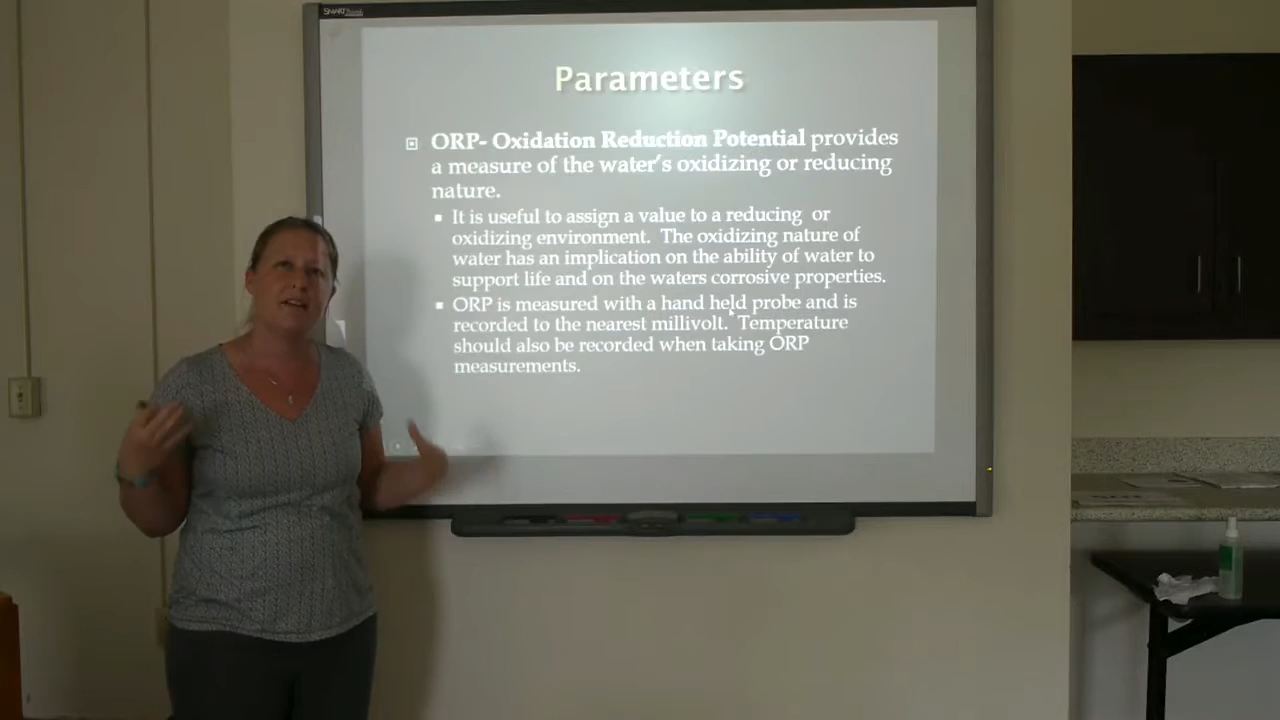 SMART Board
Parameters
ORP- Oxidation Reduction Potential provides
a measure of the water's oxidizing or reducing
nature.
It is useful to assign a value to a reducing or
oxidizing environment. The oxidizing nature of
water has an implication on the ability of water to
support life and on the waters corrosive properties.
ORP is measured with a hand held probe and is
recorded to the nearest millivolt. Temperature
should also be recorded when taking ORP
measurements.